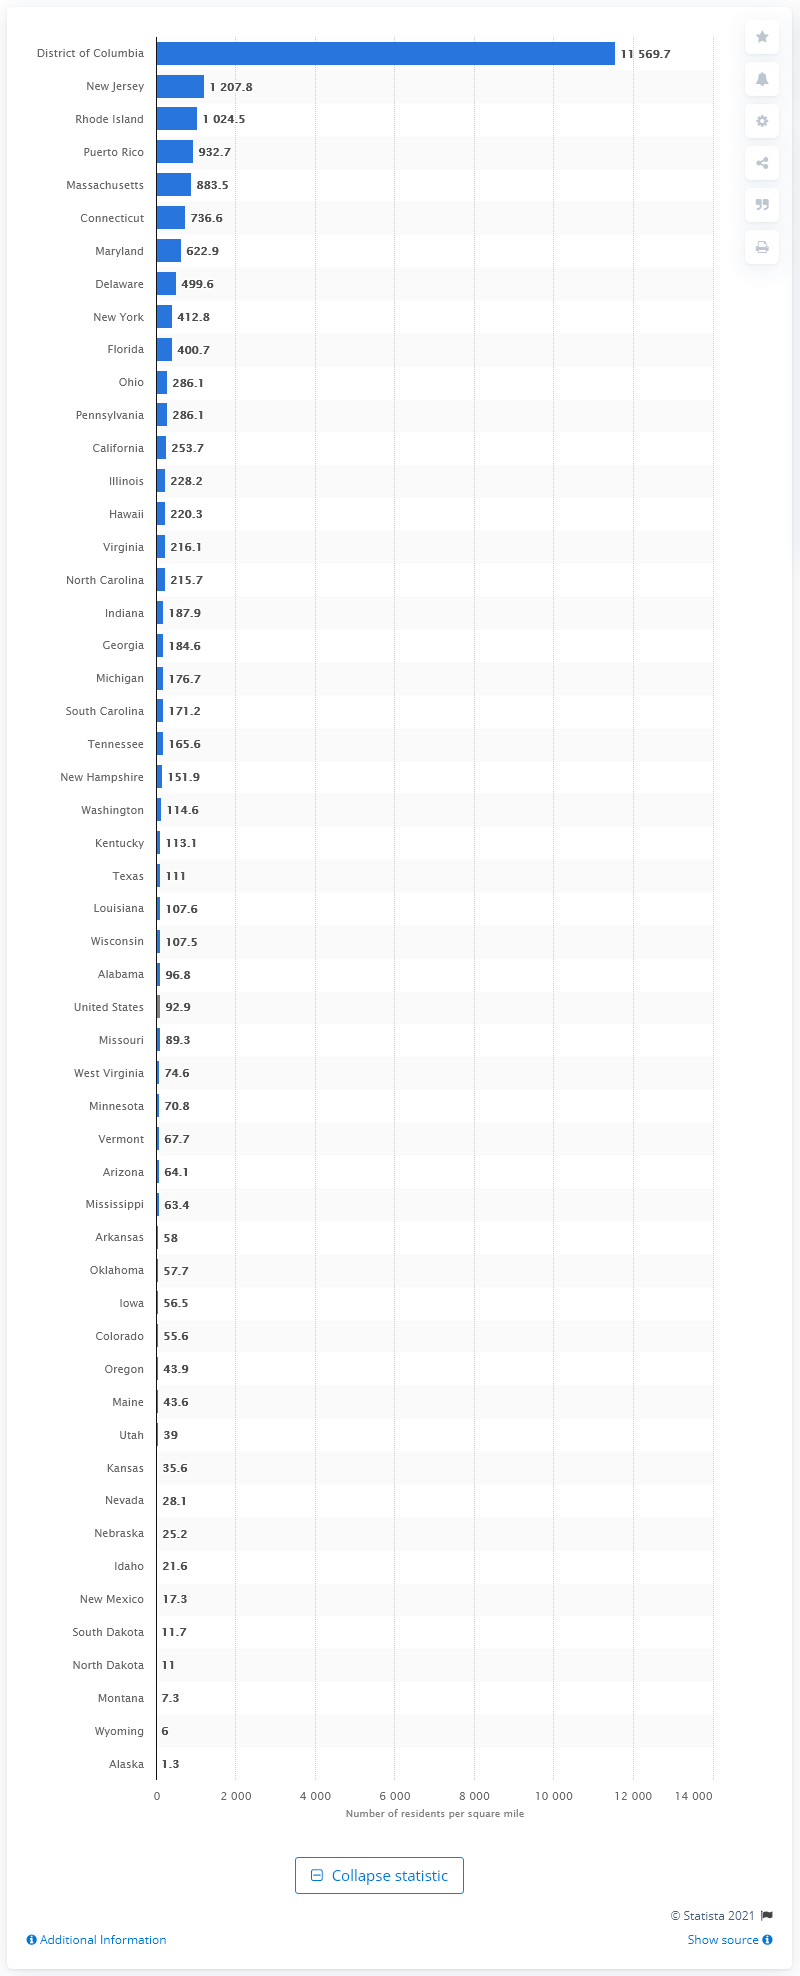 District of Columbia 11 569.7
New Jersey 1 207.8
Rhode Island 1 024.5
Puerto Rico 932.7
Massachusetts 883.5
Connecticut 736.6
Maryland 622.9
Delaware 499.6
New York 412.8
Florida 400.7
Ohio 286.1
Pennsylvania 286.1
California 253.7
Illinois 228.2
Hawaii 220.3
Virginia 216.1
North Carolina 215.7
Indiana 187.9
Georgia 184.6
Michigan 176.7
South Carolina 171.2
Tennessee 165.6
New Hampshire 151.9
Washington 114.6
Kentucky 113.1
Texas 111
Louisiana 107.6
Wisconsin 107.5
Alabama 96.8
United States 92.9
Missouri 89.3
West Virginia 74.6
Minnesota 70.8
Vermont 67.7
Arizona 64.1
Mississippi 63.4
Arkansas 58
Oklahoma 57.7
Iowa 56.5
Colorado 55.6
Oregon 43.9
Maine 43.6
Utah 39
Kansas 35.6
Nevada 28.1
Nebraska 25.2
Idaho 21.6
New Mexico 17.3
South Dakota 11.7
North Dakota 11
Montana 7.3
Wyoming 6
Alaska 1.3
0 2 000 4 000 6 000 8 000 10 000 12 000 14 000
Number of residents per square mile
Collapse statistic
© Statista 2021
Additional Information Show source